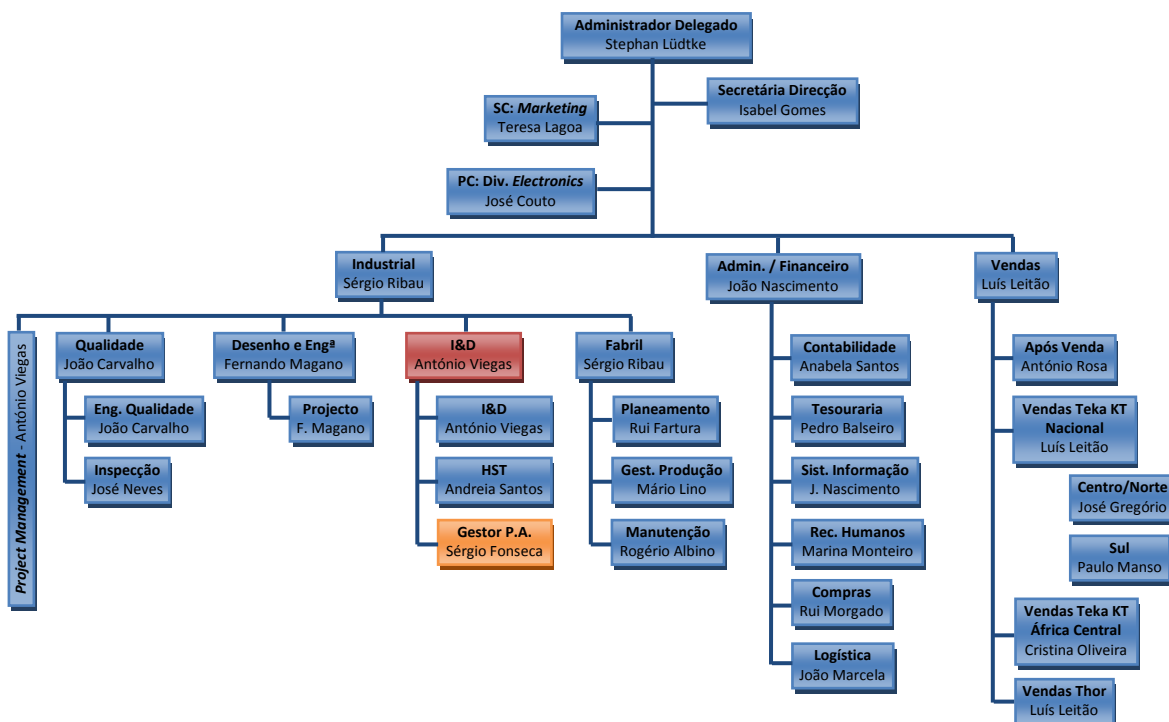 Administrador Delegado
Stephan Lüdtke
Secretária Direcção
Isabel Gomes
SC: Marketing
Teresa Lagoa
PC: Div. Electronics
José Couto
Industrial
Sérgio Ribau
Admin. / Financeiro
João Nascimento
Vendas
Luís Leitão
Project Management - António Viegas
Qualidade
João Carvalho
Eng. Qualidade
João Carvalho
Inspecção
José Neves
Desenho e Engª
Fernando Magano
Projecto
F. Magano
I&D
António Viegas
I&D
António Viegas
HST
Andreia Santos
Gestor P.A.
Sérgio Fonseca
Fabril
Sérgio Ribau
Planeamento
Rui Fartura
Gest. Produção
Mário Lino
Manutenção
Rogério Albino
Contabilidade
Anabela Santos
Tesouraria
Pedro Balseiro
Sist. Informação
J. Nascimento
Rec. Humanos
Marina Monteiro
Compras
Rui Morgado
Logística
João Marcela
Após Venda
António Rosa
Vendas Teka KT
Nacional
Luís Leitão
Centro/Norte
José Gregório
Sul
Paulo Manso
Vendas Teka KT
África Central
Cristina Oliveira
Vendas Thor
Luís Leitão